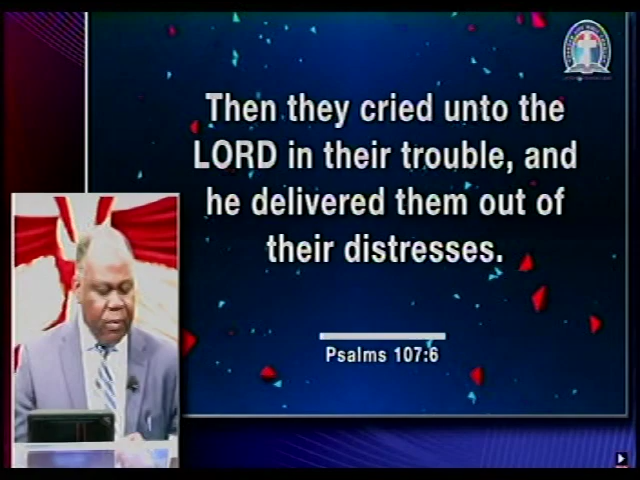 Then they cried unto the
LORD in their trouble, and
he delivered them out of
their distresses.
Psalms 107:6